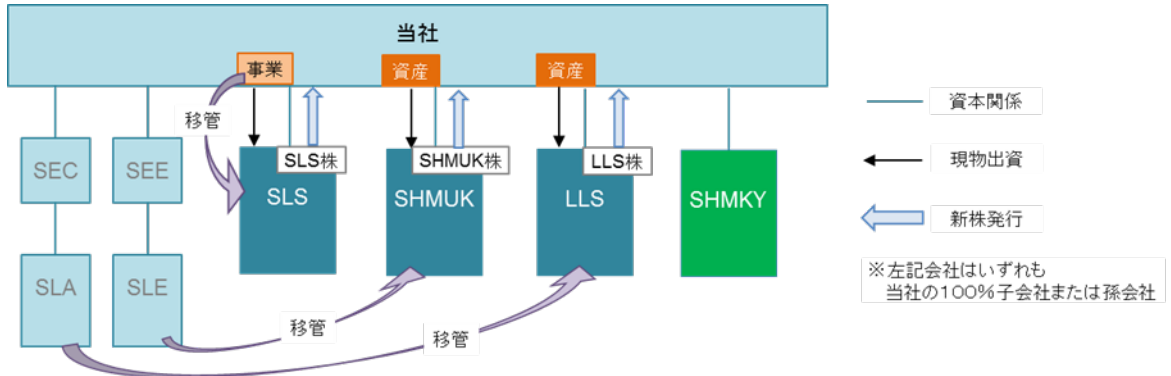 当社
事業
資産
資産
移管
SLS株
SHMUK株
LLS株
SEC
SEE
SLS
SHMUK
LLS
SHMKY
SLA
SLE
移管
移管
資本関係
現物出資
新株発行
※左記会社はいずれも
当社の100%子会社または孫会社